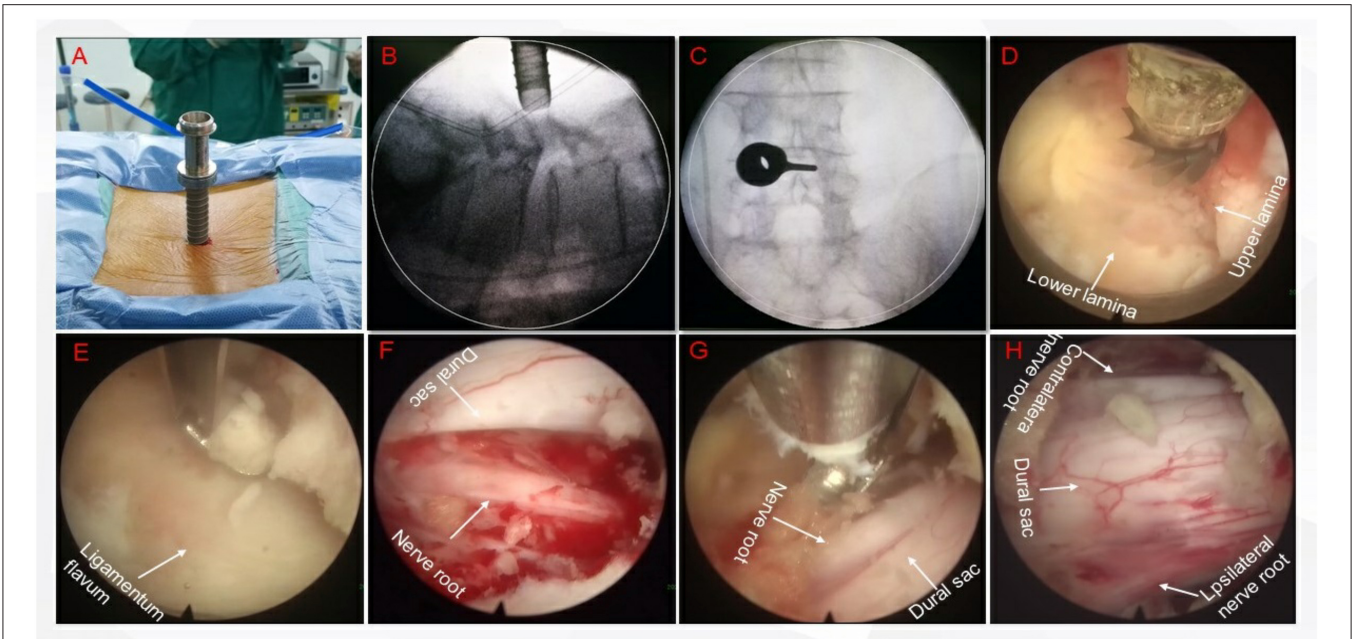 A
B
C
D
Upper lamina
Lower lamina
E
Ligamentum
flavum
F
Dural sac
Nerve root
G
Nerve root
Dural sac
H
Contralatera
nerve root
Dural sac
Lpsilateral
nerve root